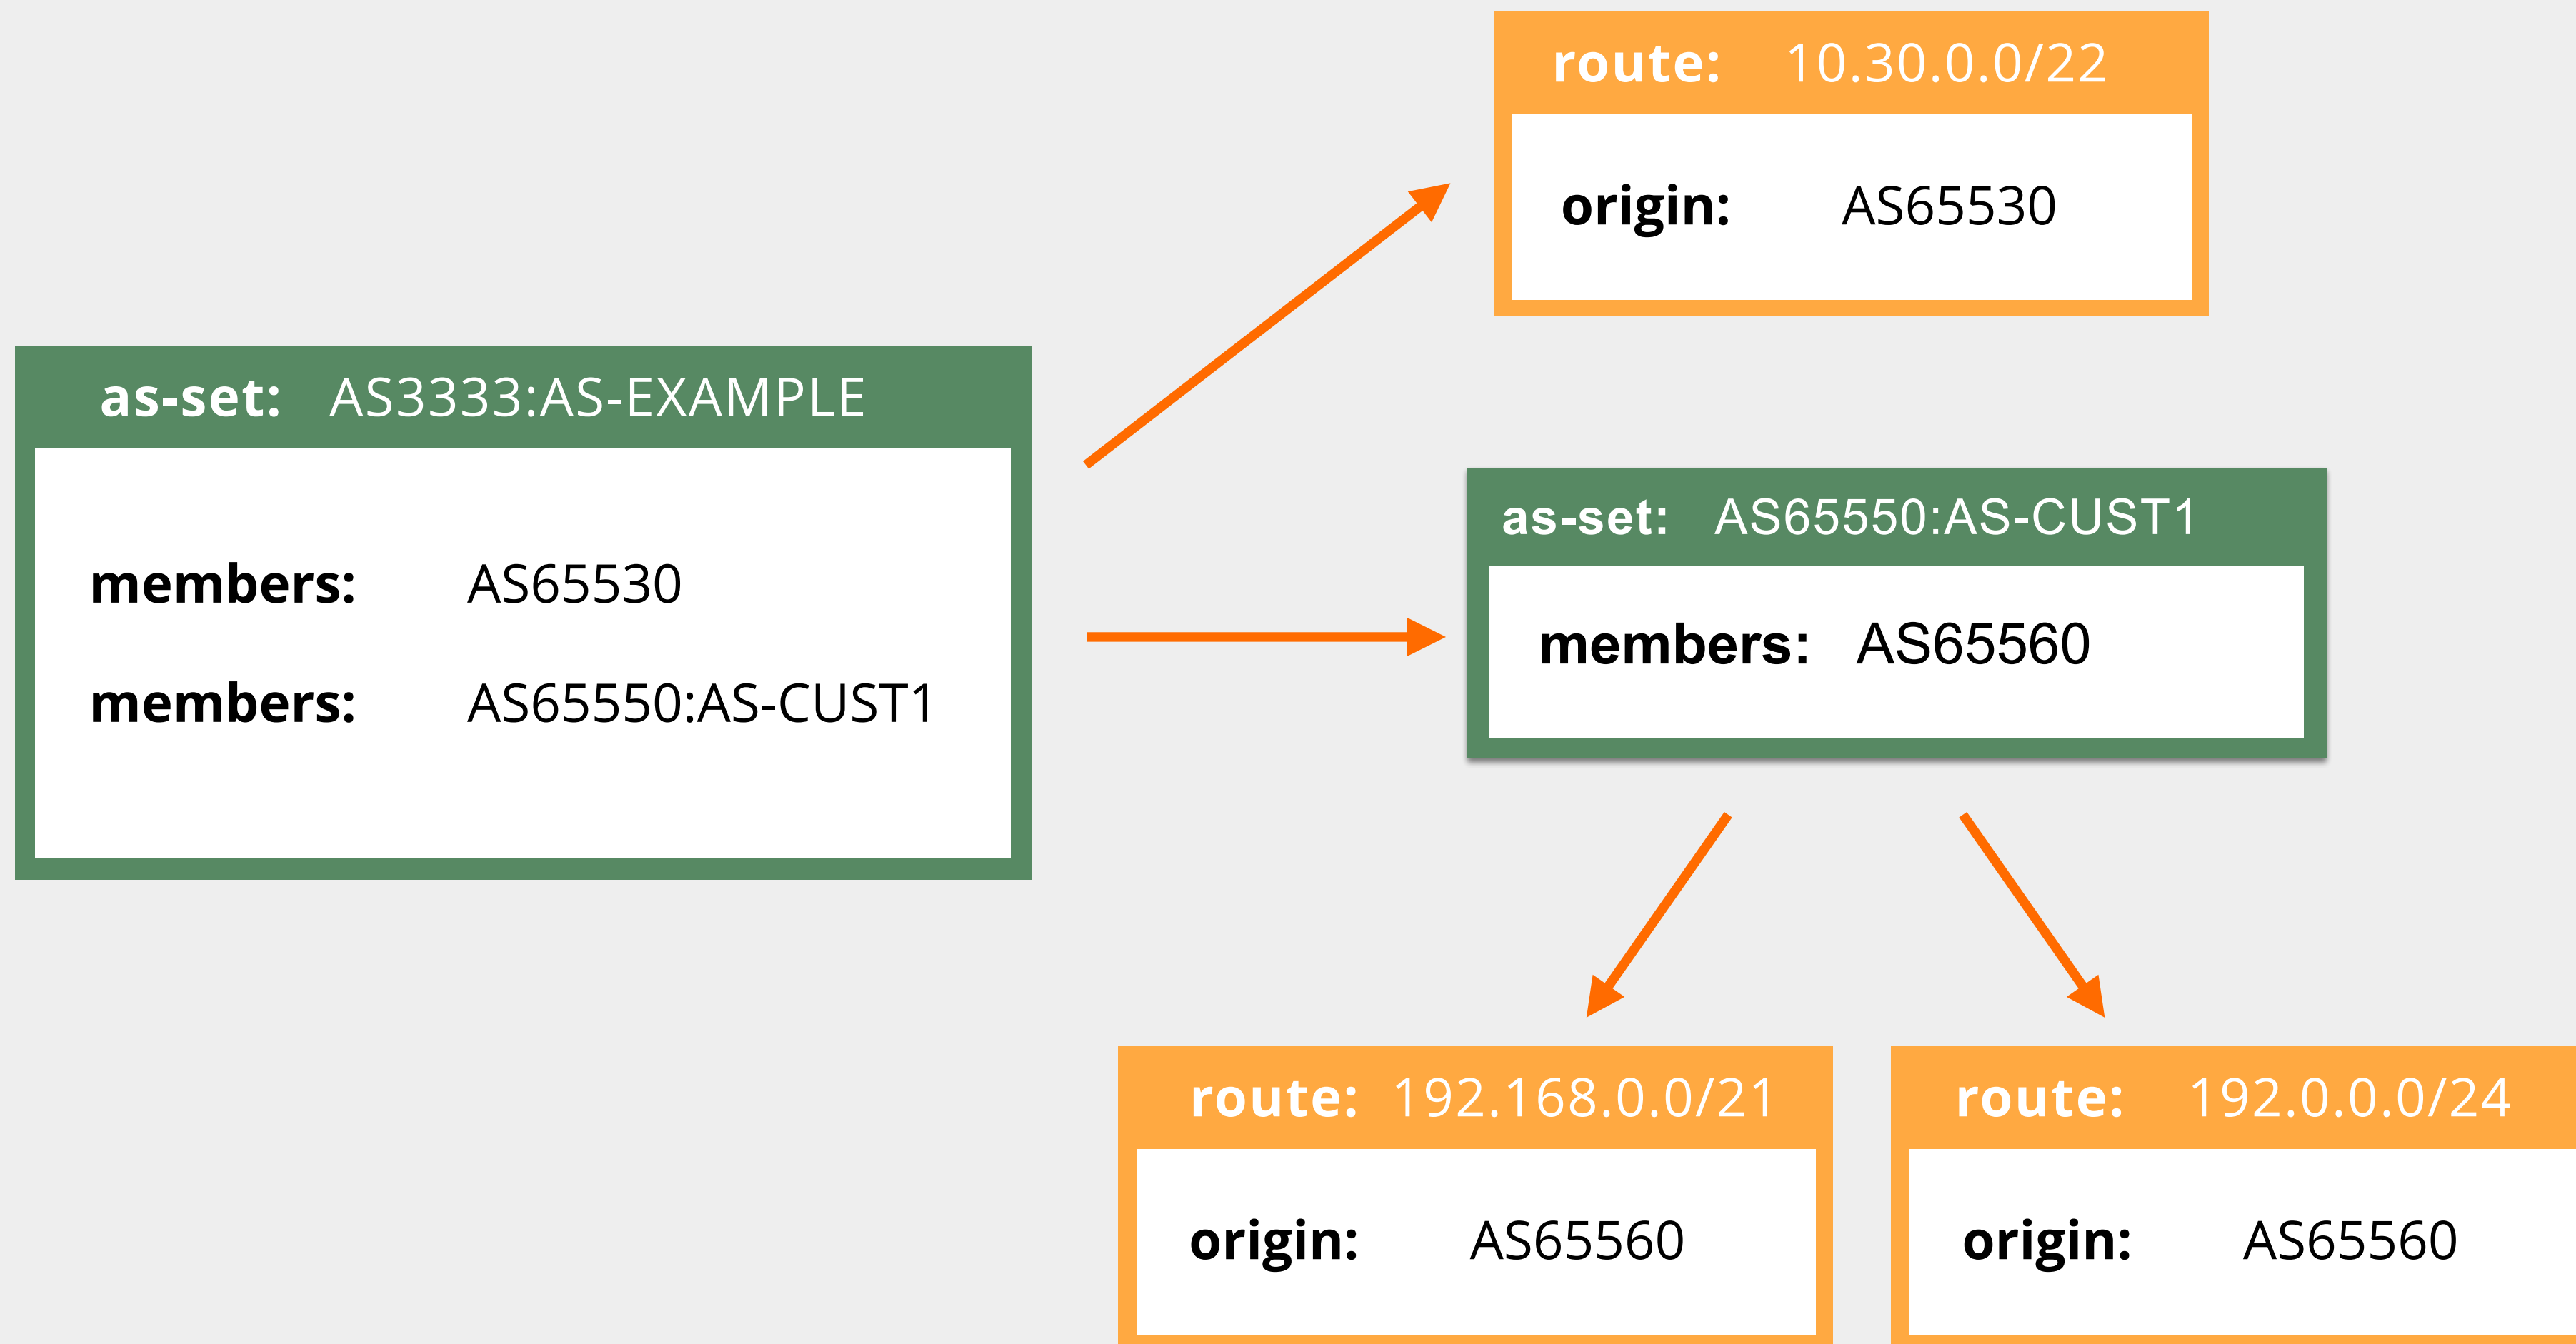 route: 10.30.0.0/22
origin: AS65530
as-set: AS3333:AS-EXAMPLE
members: AS65530
members: AS65550:AS-CUST1
as-set: AS65550:AS-CUST1
members: AS65560
route: 192.168.0.0/21
origin: AS65560
route: 192.0.0.0/24
origin: AS65560